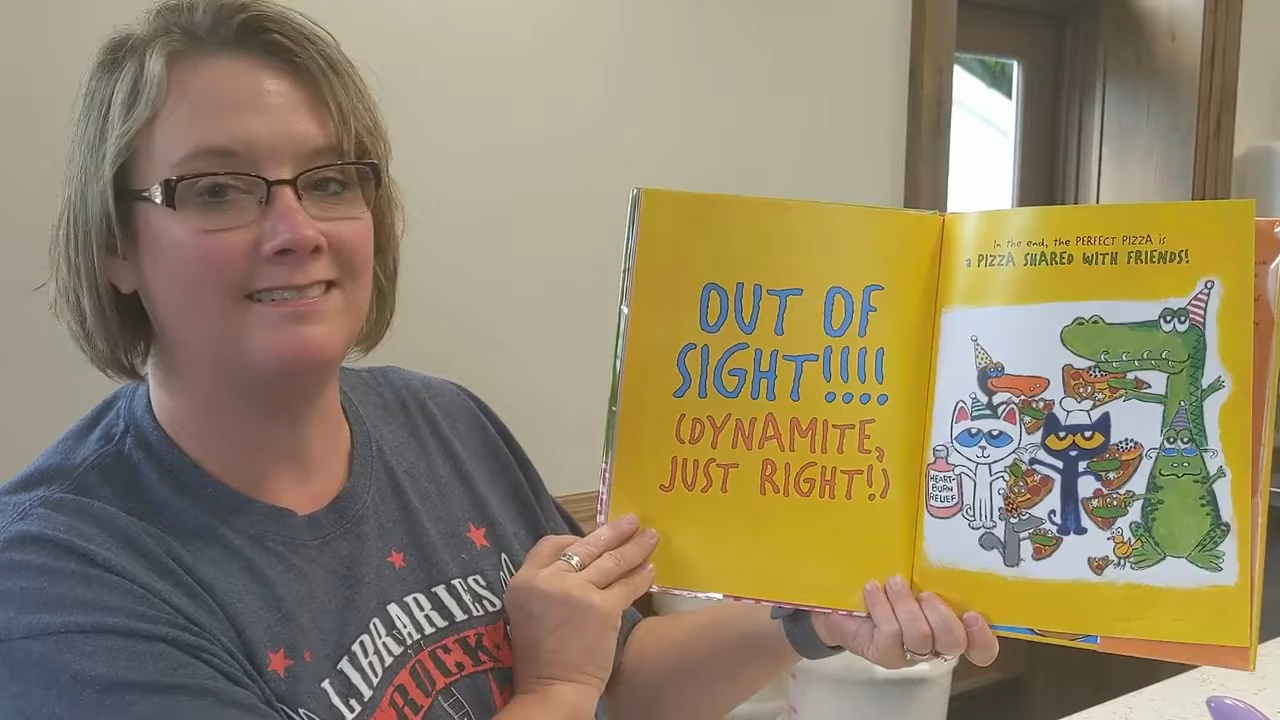 OUT OF
SIGHT!!!!
(DYNAMITE,
JUST RIGHT!)
In the end, the PERFECT PIZZA is
a PIZZA SHARED WITH FRIENDS!
HEART-
BURN
RELIEF
LIBRARIES
ROCK